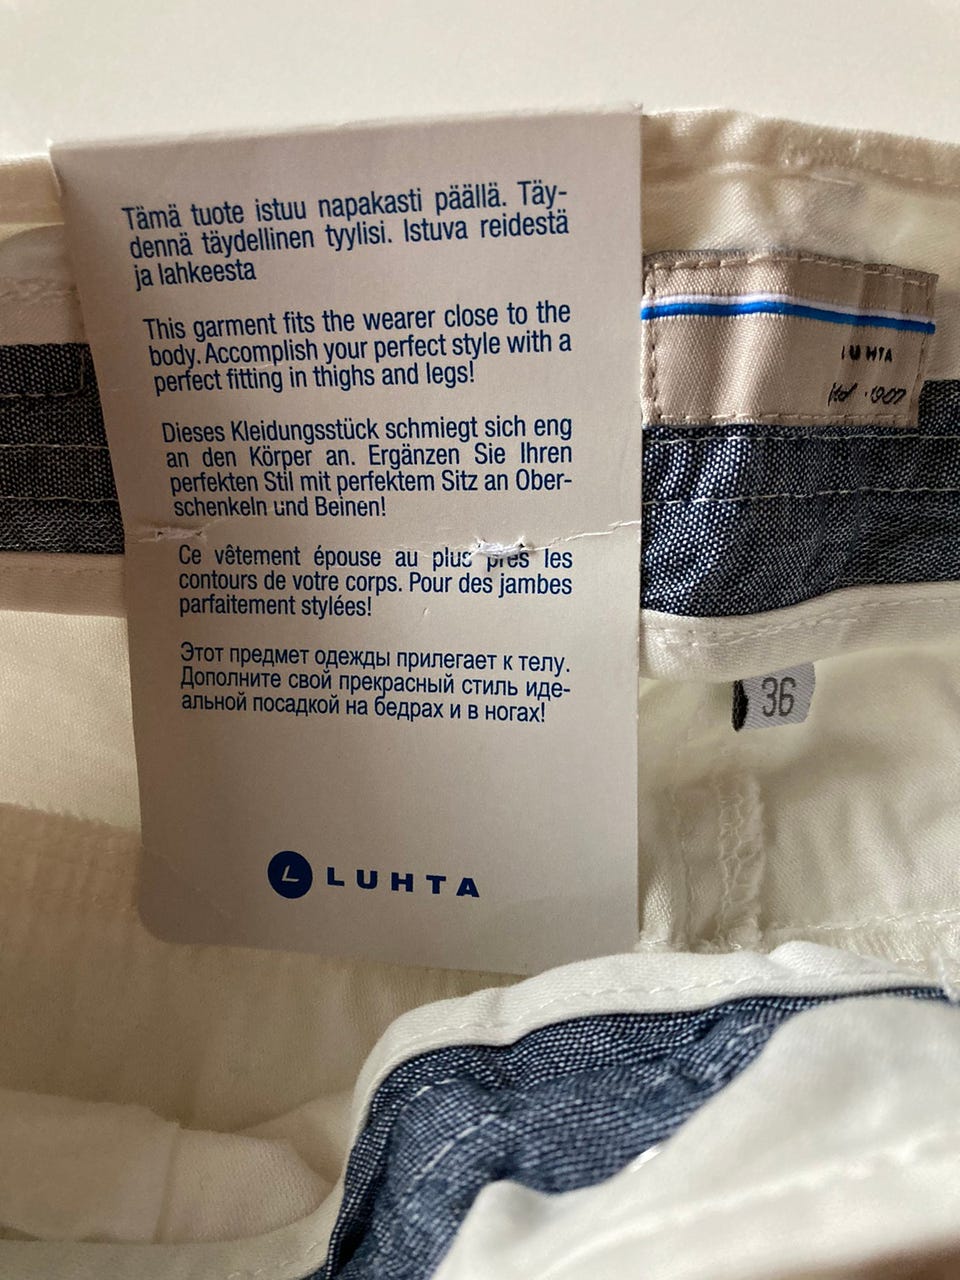 Tämä tuote istuu napakasti päällä. Täy-
dennä täydellinen tyylisi. Istuva reidestä
ja lahkeesta
This garment fits the wearer close to the
body. Accomplish your perfect style with a
perfect fitting in thighs and legs!
Dieses Kleidungsstück schmiegt sich eng
an den Körper an. Ergänzen Sie Ihren
perfekten Stil mit perfektem Sitz an Ober-
schenkeln und Beinen!
Ce vêtement épouse au plus près les
contours de votre corps. Pour des jambes
parfaitement stylées!
Этот предмет одежды прилегает к телу.
Дополните свой прекрасный стиль иде-
альной посадкой на бедрах и в ногах!
L LUHTA
LUHTA
1907
36